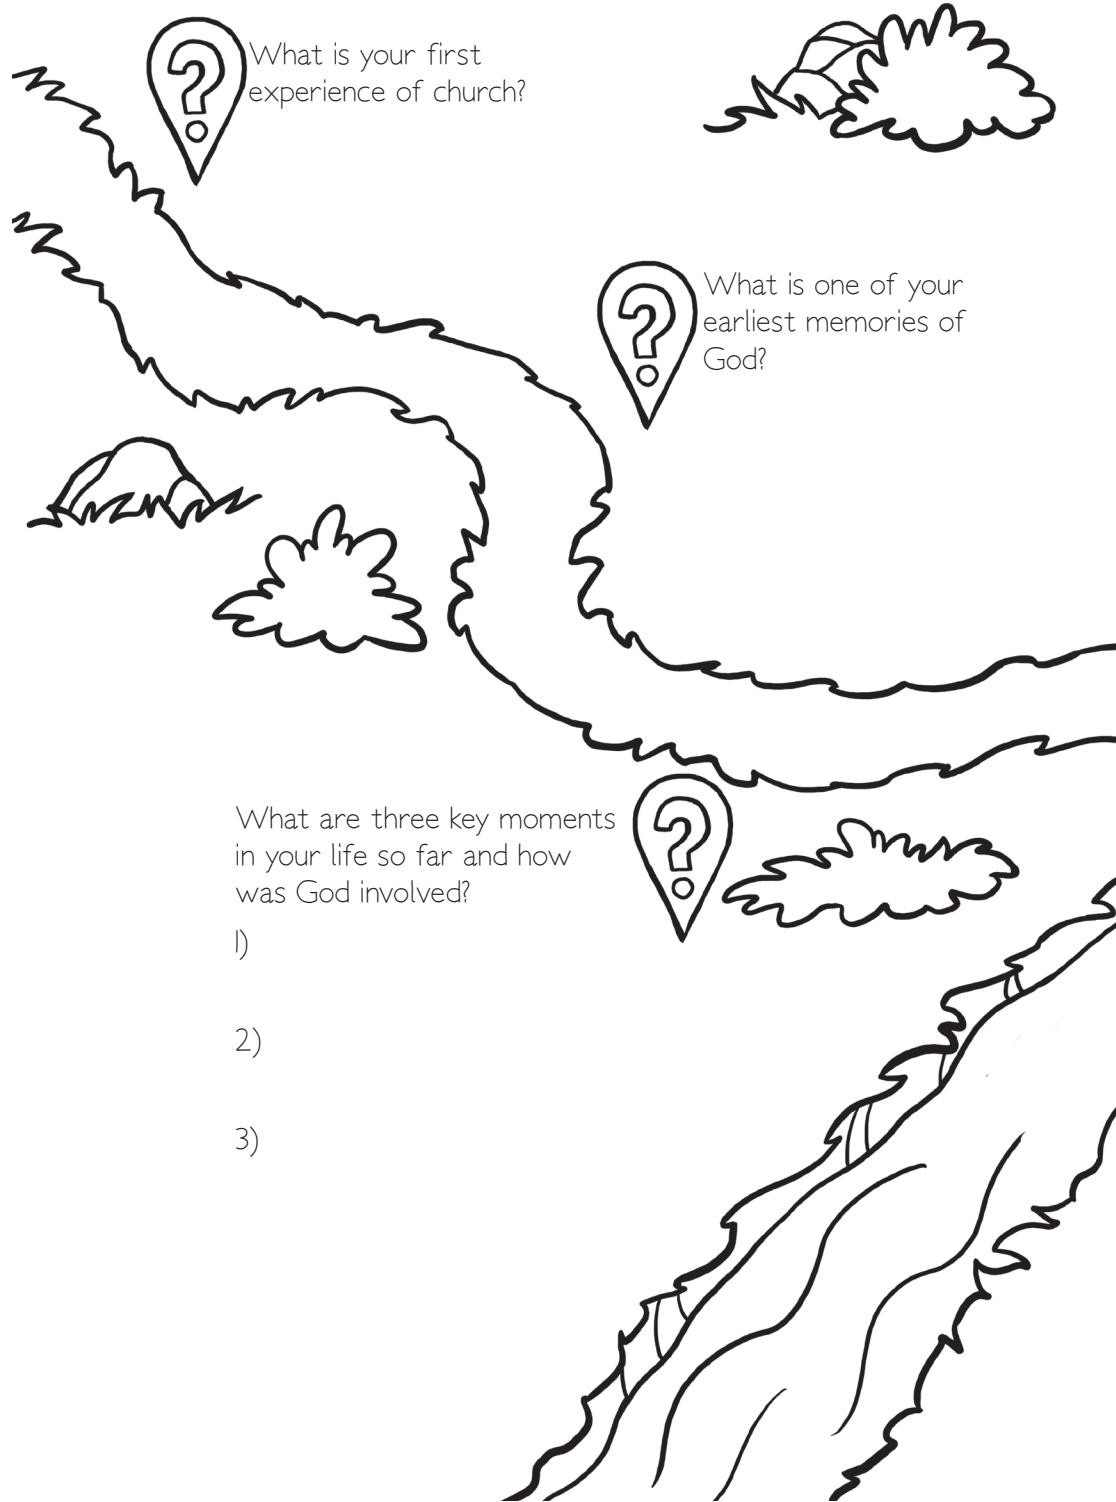 What is your first
experience of church?
What is one of your
earliest memories of
God?
What are three key moments
in your life so far and how
was God involved?
1)
2)
3)